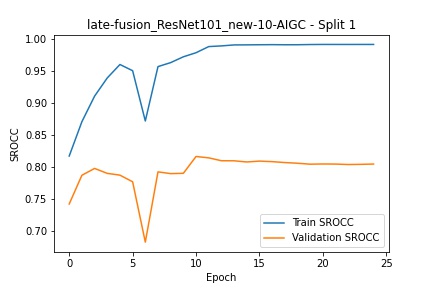 late-fusion_ResNet101_new-10-AIGC - Split 1
1.00
0.95
0.90
0.85
0.80
0.75
0.70
SROCC
Train SROCC
Validation SROCC
0 5 10 15 20 25
Epoch